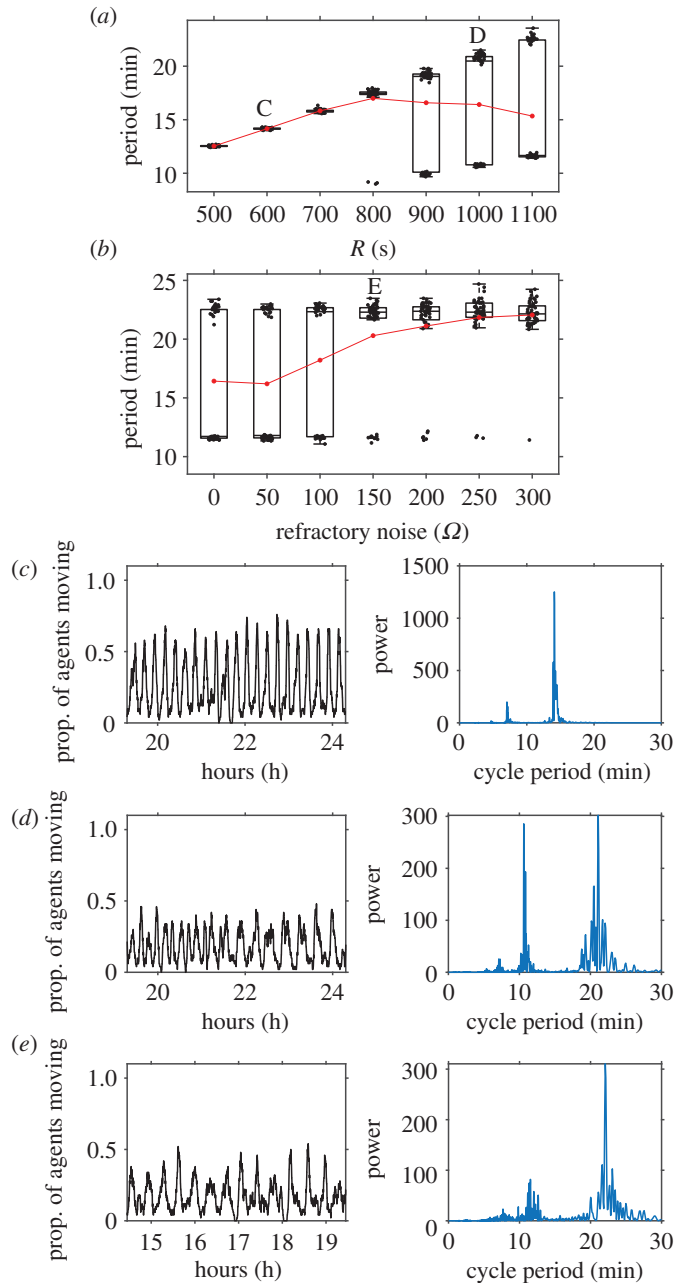 (a)
D
C
period (min)
20
15
10
500 600 700 800 900 1000 1100
R (s)
(b)
E
period (min)
25
20
15
10
0 50 100 150 200 250 300
refractory noise (Ω)
(c)
prop. of agents moving
1.0
0.5
0
20 22 24
hours (h)
power
1500
1000
500
0
0 10 20 30
cycle period (min)
(d)
prop. of agents moving
1.0
0.5
0
20 22 24
hours (h)
power
300
200
100
0
0 10 20 30
cycle period (min)
(e)
prop. of agents moving
1.0
0.5
0
15 16 17 18 19
hours (h)
power
300
200
100
0
0 10 20 30
cycle period (min)